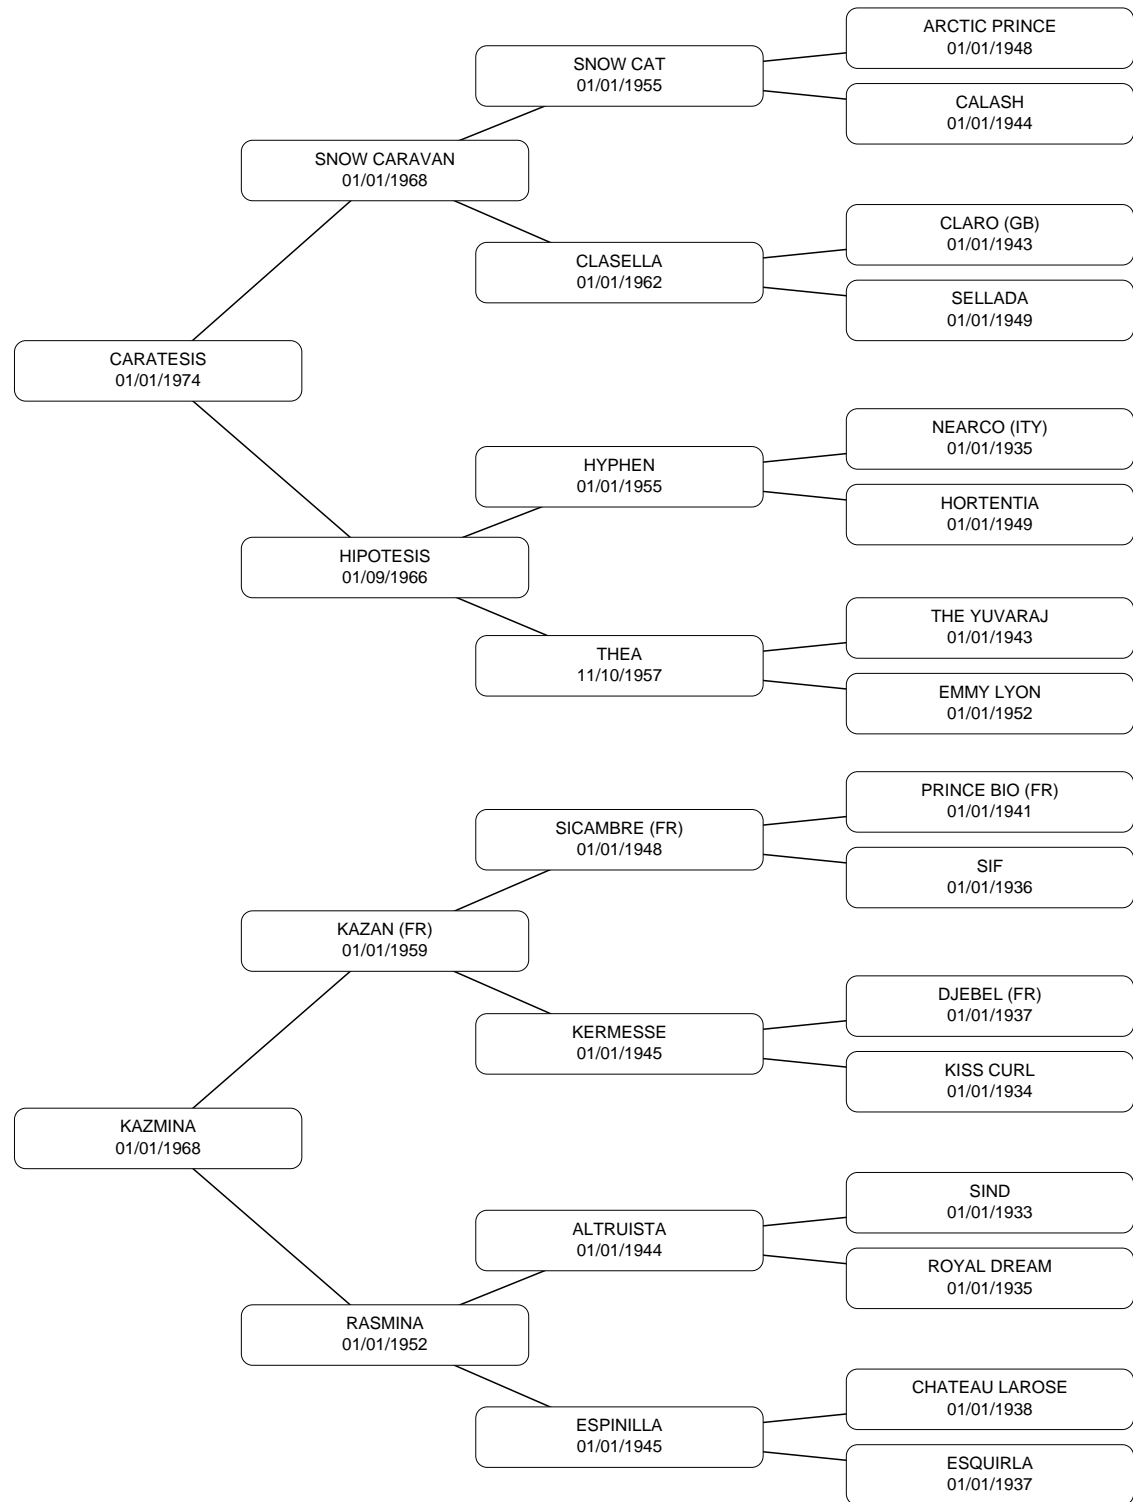 ARCTIC PRINCE
01/01/1948
SNOW CAT
01/01/1955
CALASH
01/01/1944
SNOW CARAVAN
01/01/1968
CLARO (GB)
01/01/1943
CLASELLA
01/01/1962
SELLADA
01/01/1949
CARATESIS
01/01/1974
NEARCO (ITY)
01/01/1935
HYPHEN
01/01/1955
HORTENTIA
01/01/1949
HIPOTESIS
01/09/1966
THE YUVARAJ
01/01/1943
THEA
11/10/1957
EMMY LYON
01/01/1952
PRINCE BIO (FR)
01/01/1941
SICAMBRE (FR)
01/01/1948
SIF
01/01/1936
KAZAN (FR)
01/01/1959
DJEBEL (FR)
01/01/1937
KERMESSE
01/01/1945
KISS CURL
01/01/1934
KAZMINA
01/01/1968
SIND
01/01/1933
ALTRUISTA
01/01/1944
ROYAL DREAM
01/01/1935
RASMINA
01/01/1952
CHATEAU LAROSE
01/01/1938
ESPINILLA
01/01/1945
ESQUIRLA
01/01/1937